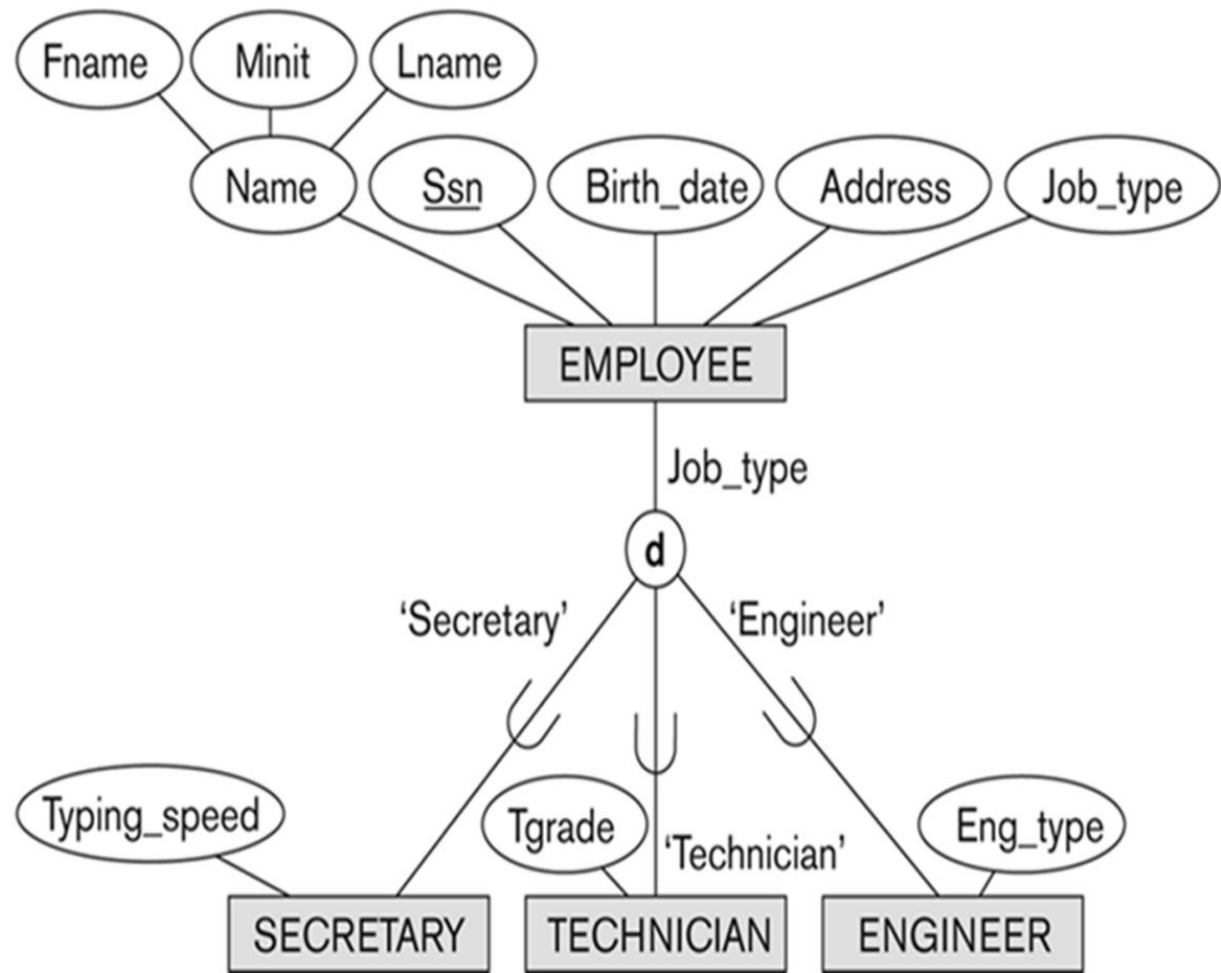 Fname Minit Lname
Name Ssn Birth_date Address Job_type
EMPLOYEE
Job_type
d
‘Secretary’ ‘Engineer’
Typing_speed Tgrade Eng_type
‘Technician’
SECRETARY TECHNICIAN ENGINEER